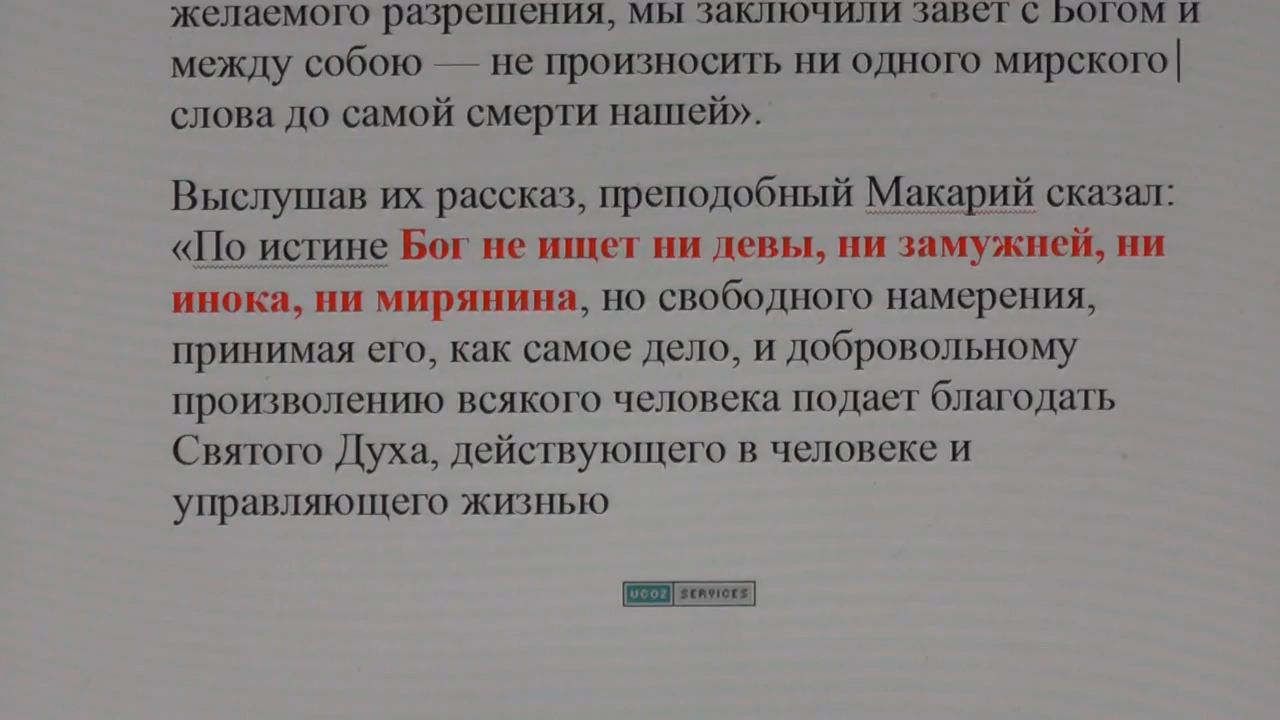 желаемого разрешения, мы заключили завет с Богом и
между собою — не произносить ни одного мирского
слова до самой смерти нашей».
Выслушав их рассказ, преподобный Макарий сказал:
«По истине Бог не ищет ни девы, ни замужней, ни
инока, ни мирянина, но свободного намерения,
принимая его, как самое дело, и добровольному
произволению всякого человека подает благодать
Святого Духа, действующего в человеке и
управляющего жизнью
UCOZ SERVICES